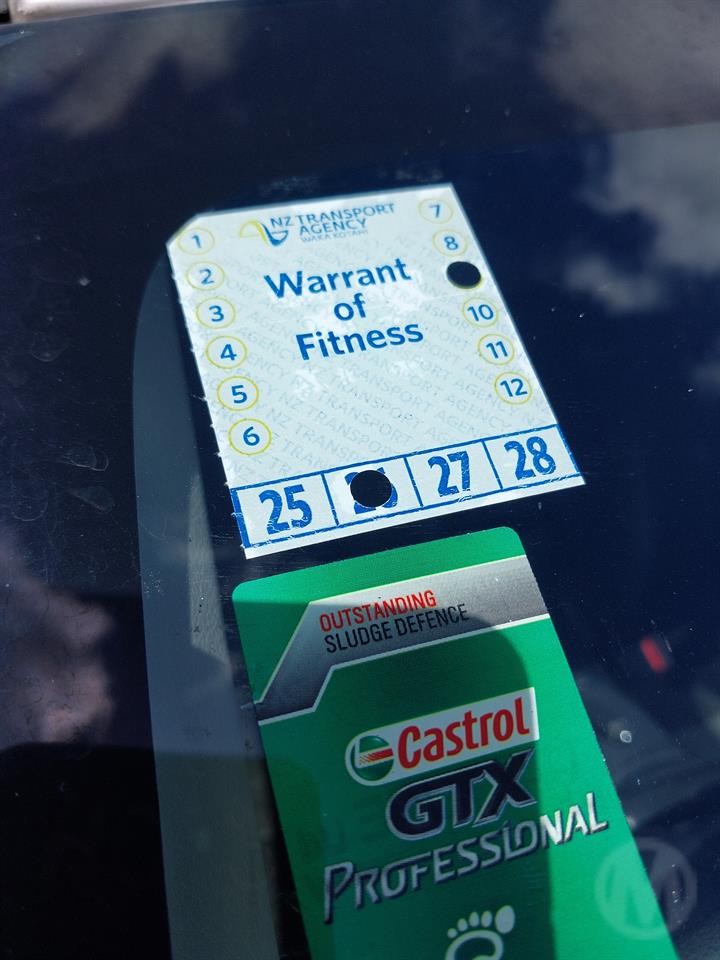 NZ TRANSPORT
AGENCY
WAKA KOTAHI
Warrant
of
Fitness
1
2
3
4
5
6
7
8
10
11
12
25 27 28
OUTSTANDING
SLUDGE DEFENCE
Castrol
GTX
PROFESSIONAL
M